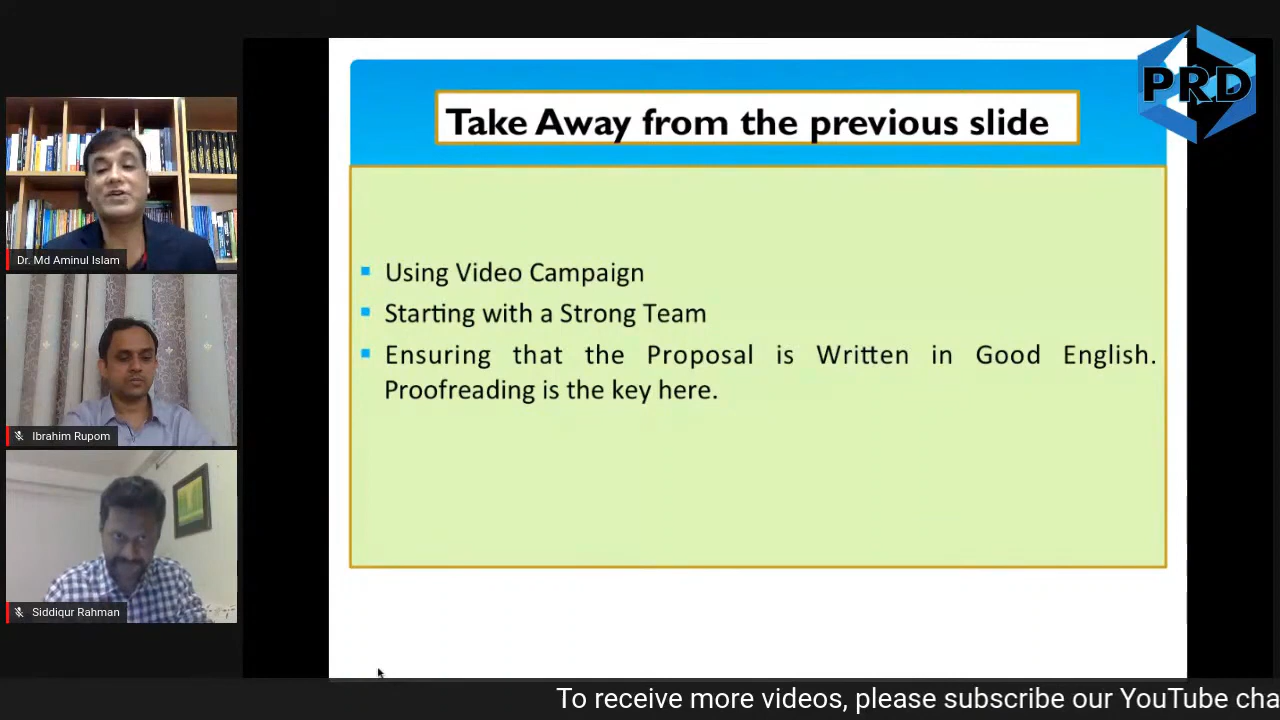 PRD
Take Away from the previous slide
Dr. Md Aminul Islam
Using Video Campaign
Starting with a Strong Team
Ensuring that the Proposal is Written in Good English.
Proofreading is the key here.
Ibrahim Rupom
Siddiqur Rahman
To receive more videos, please subscribe our YouTube cha